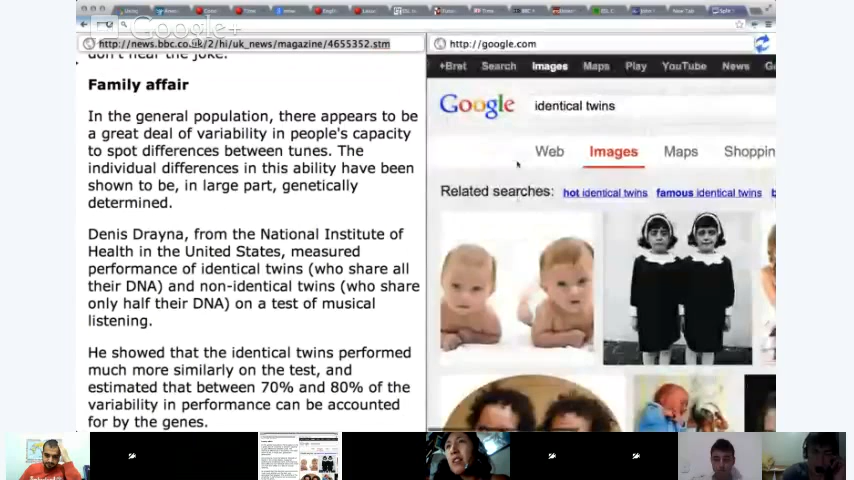 Google+
http://news.bbc.co.uk/2/hi/uk_news/magazine/4655352.stm
http://google.com
don't hear the joke.
Family affair
In the general population, there appears to be
a great deal of variability in people's capacity
to spot differences between tunes. The
individual differences in this ability have been
shown to be, in large part, genetically
determined.
Denis Drayna, from the National Institute of
Health in the United States, measured
performance of identical twins (who share all
their DNA) and non-identical twins (who share
only half their DNA) on a test of musical
listening.
He showed that the identical twins performed
much more similarly on the test, and
estimated that between 70% and 80% of the
variability in performance can be accounted
for by the genes.
+Bret Search Images Maps Play YouTube News
Google identical twins
Web Images Maps Shoppin
Related searches: hot identical twins famous identical twins